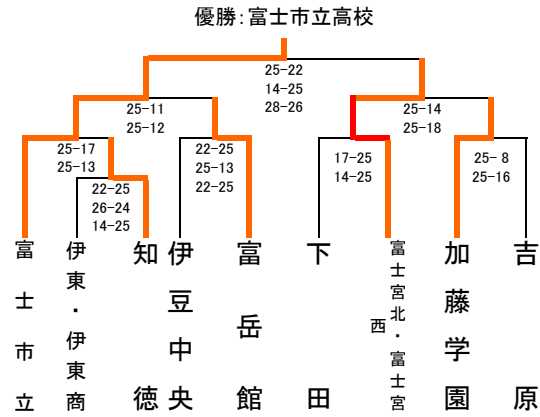 優勝：富士市立高校
25-22
14-25
28-26
25-11
25-12
25-14
25-18
25-17
25-13
22-25
25-13
22-25
17-25
14-25
25- 8
25-16
22-25
26-24
14-25
富士市立
伊東・伊東商
知徳
伊豆中央
富岳館
下田
富士宮北・富士宮
西
加藤学園
吉原